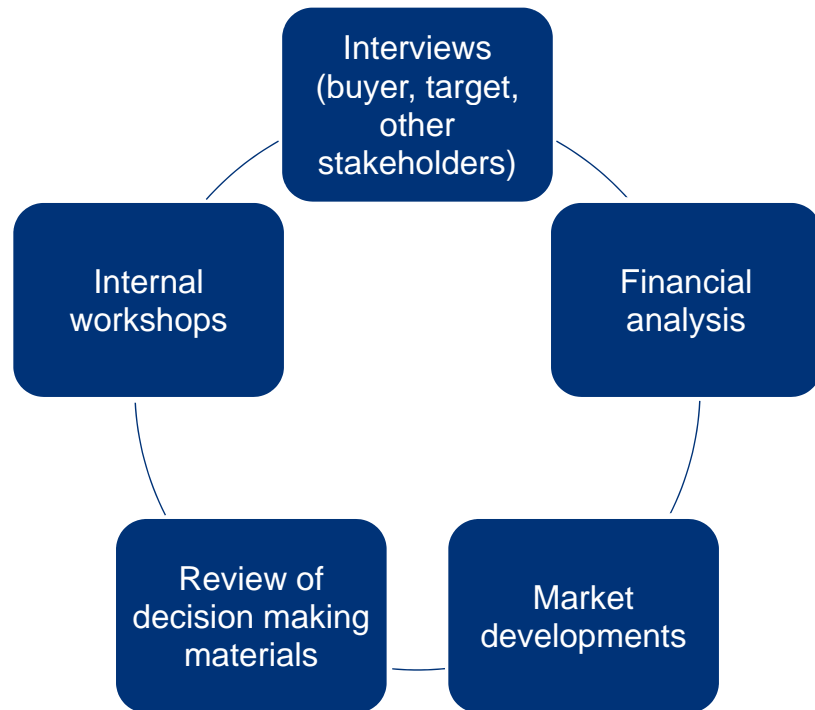 Interviews
(buyer, target,
other
stakeholders)
Internal
workshops
Financial
analysis
Review of
decision making
materials
Market
developments